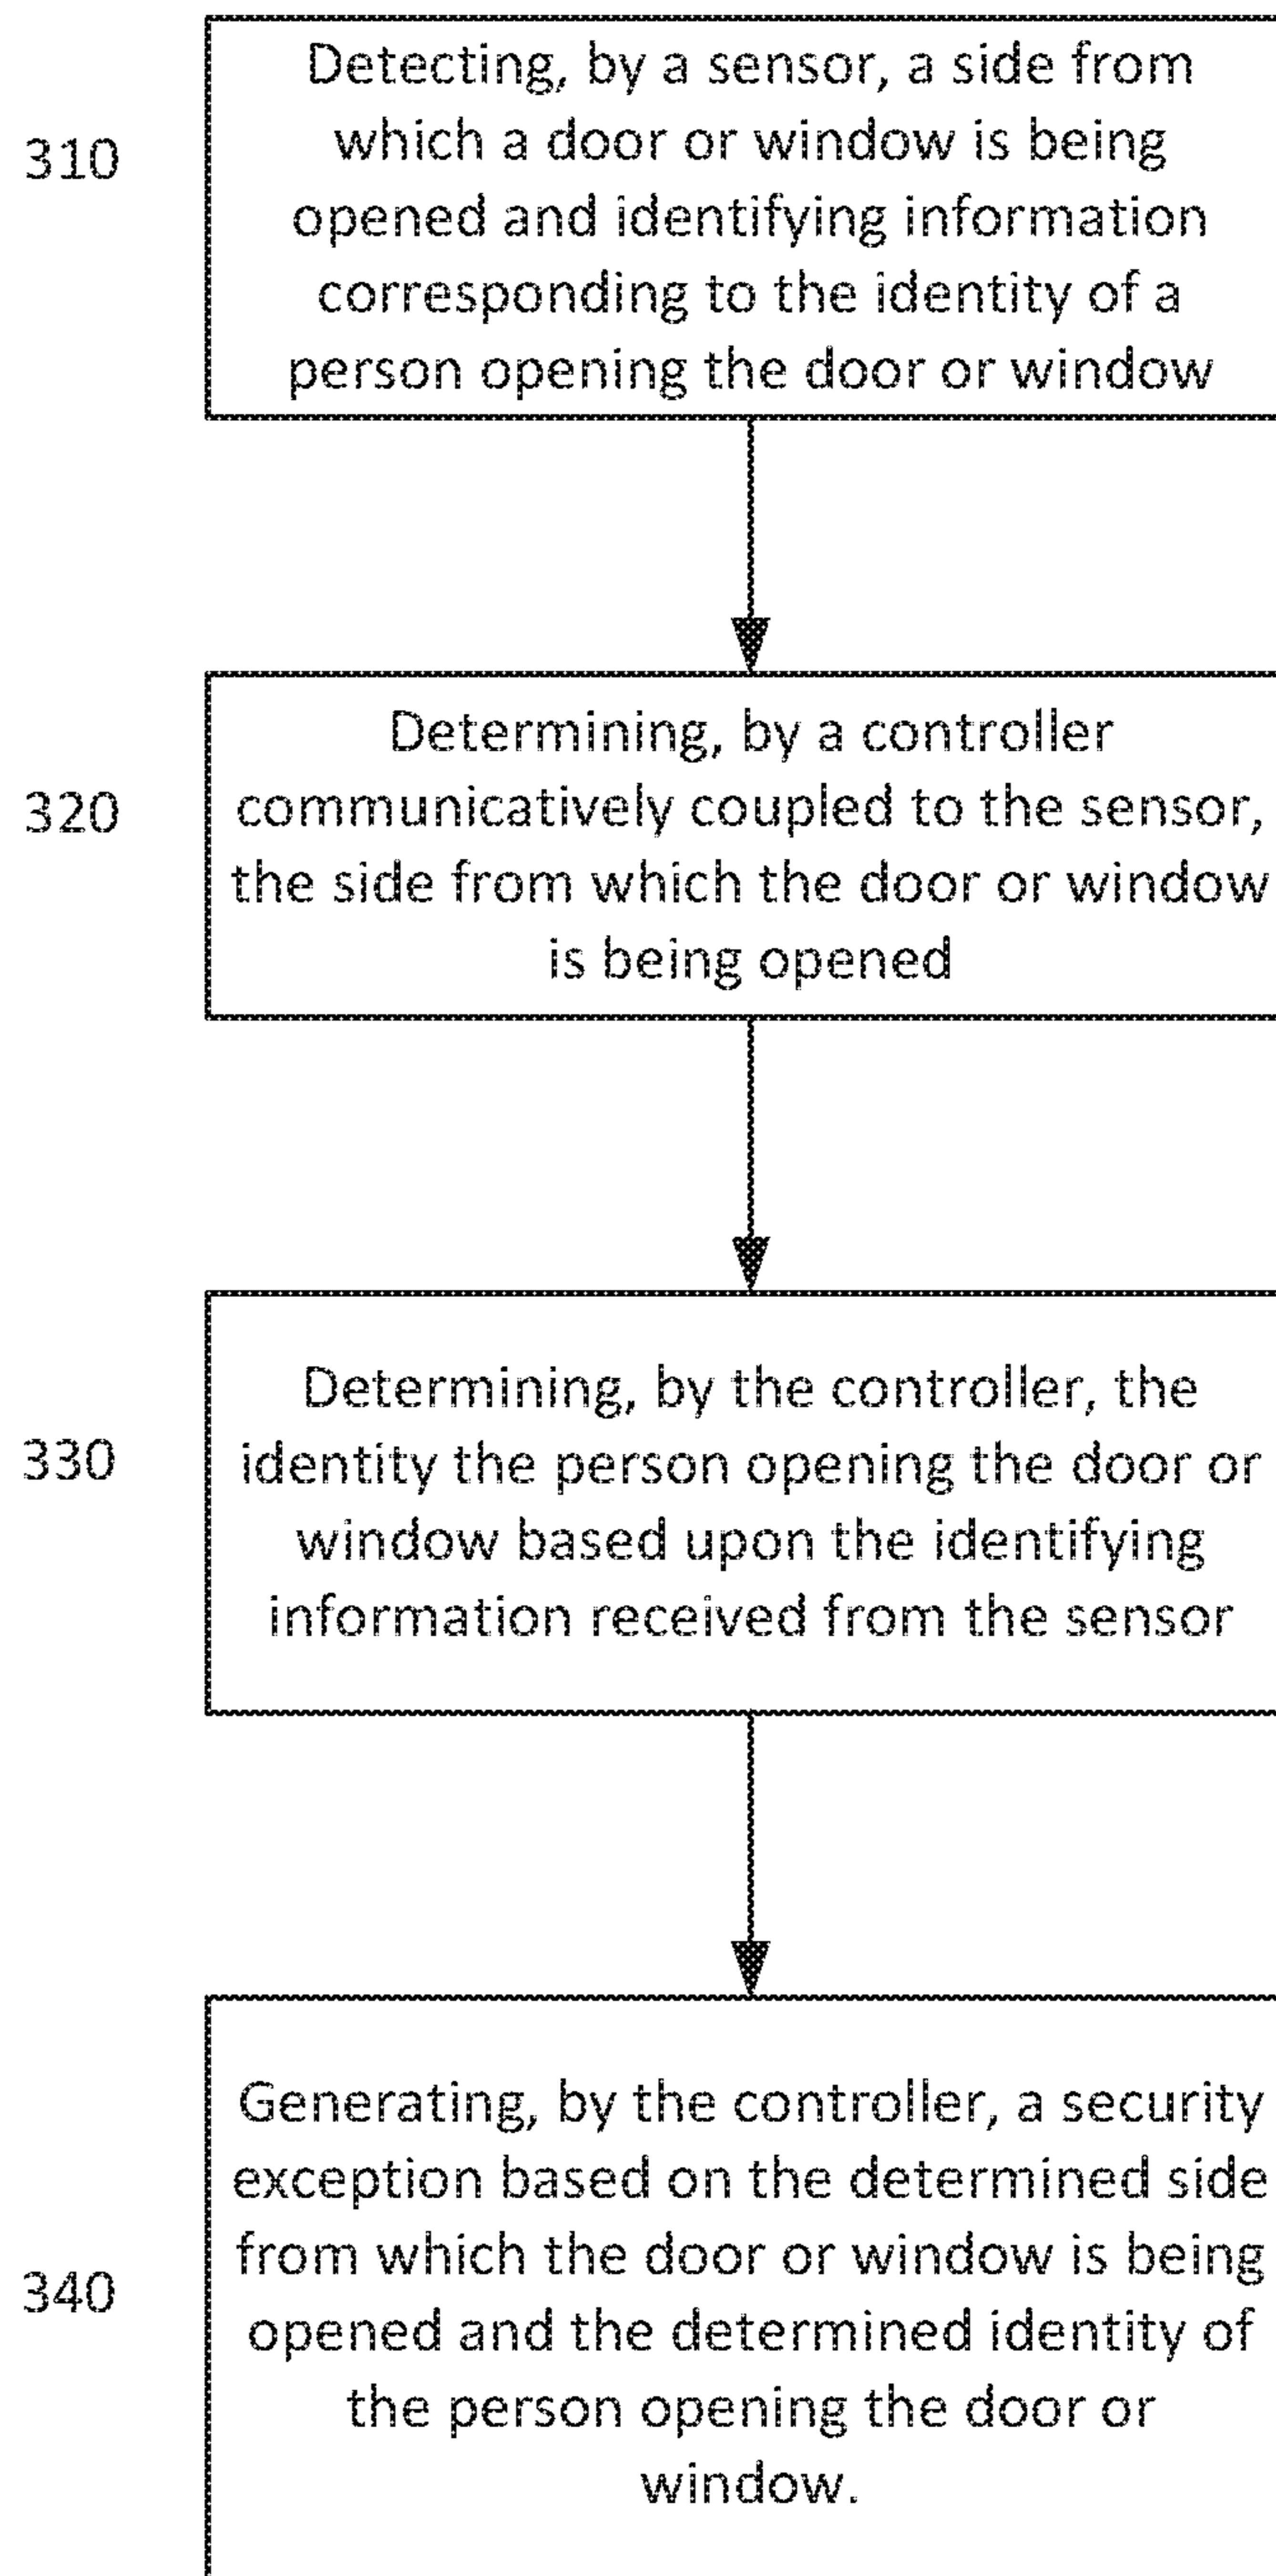 310
Detecting, by a sensor, a side from
which a door or window is being
opened and identifying information
corresponding to the identity of a
person opening the door or window
320
Determining, by a controller
communicatively coupled to the sensor,
the side from which the door or window
is being opened
330
Determining, by the controller, the
identity the person opening the door or
window based upon the identifying
information received from the sensor
340
Generating, by the controller, a security
exception based on the determined side
from which the door or window is being
opened and the determined identity of
the person opening the door or
window.